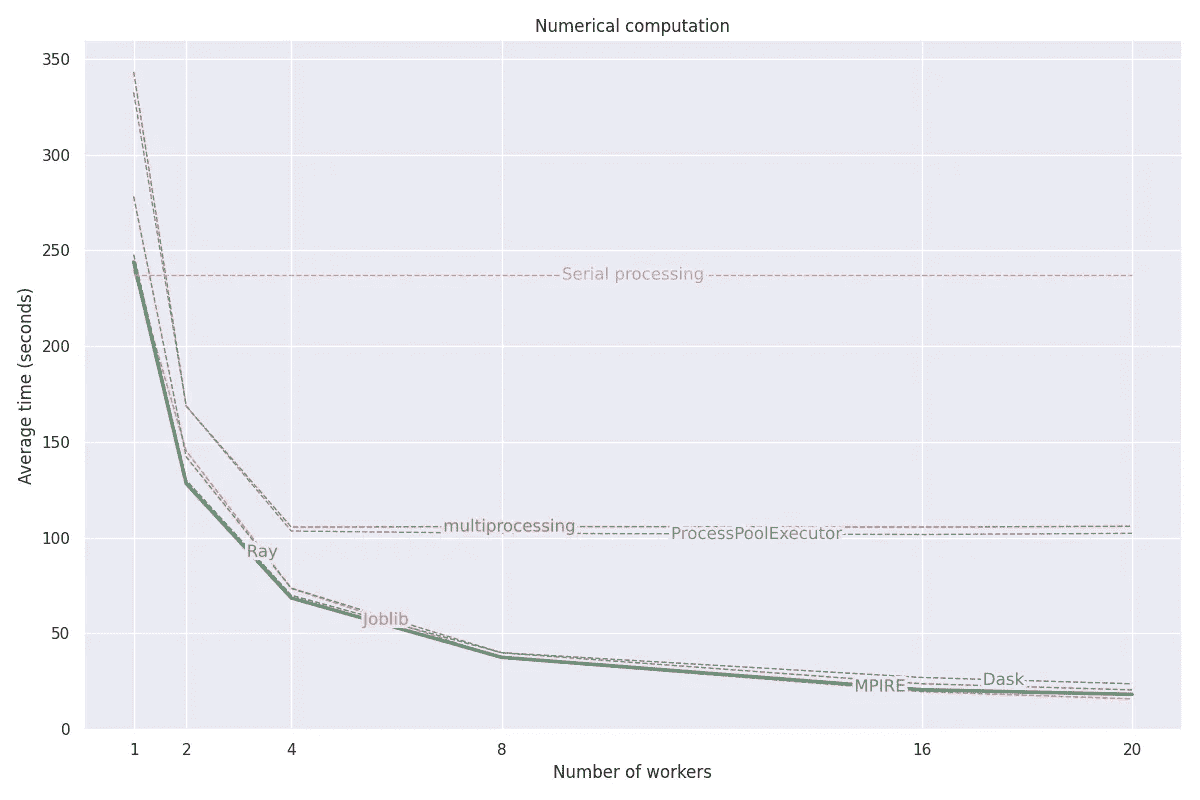 Numerical computation
350
300
250
200
150
100
50
0
Average time (seconds)
Serial processing
multiprocessing
ProcessPoolExecutor
Ray
Joblib
MPIRE
Dask
1 2 4 8 16 20
Number of workers